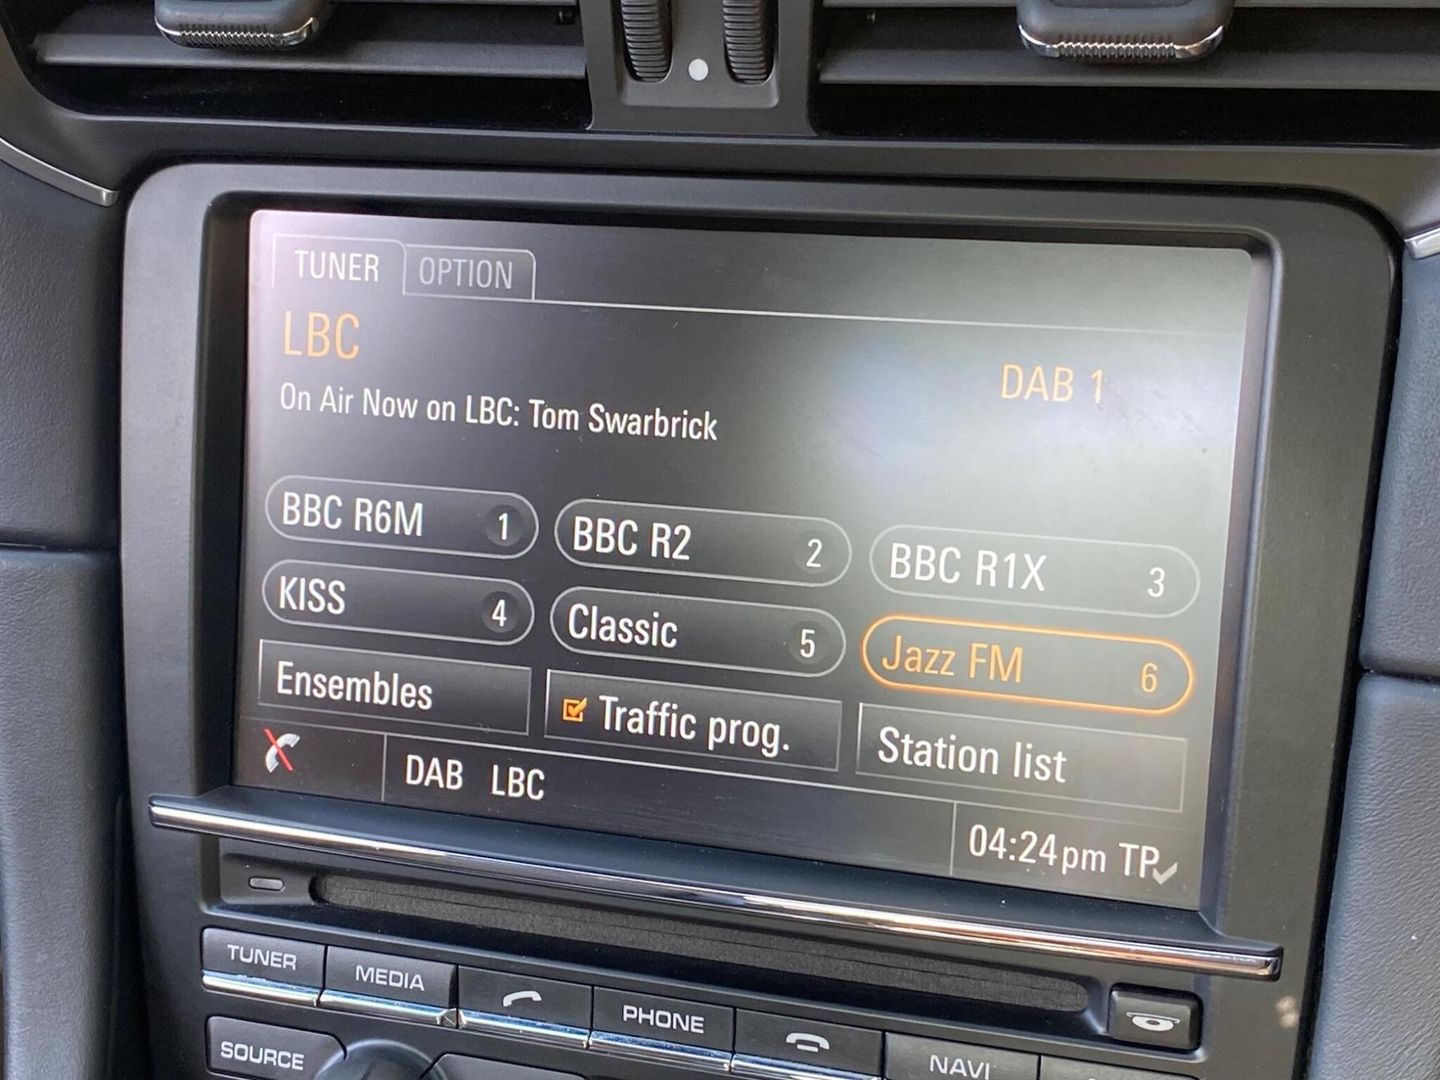 TUNER OPTION
LBC
DAB 1
On Air Now on LBC: Tom Swarbrick
BBC R6M 1 BBC R2 2 BBC R1X 3
KISS 4 Classic 5 Jazz FM 6
Ensembles Traffic prog. Station list
DAB LBC 04:24pm TP
TUNER MEDIA PHONE NAVI
SOURCE